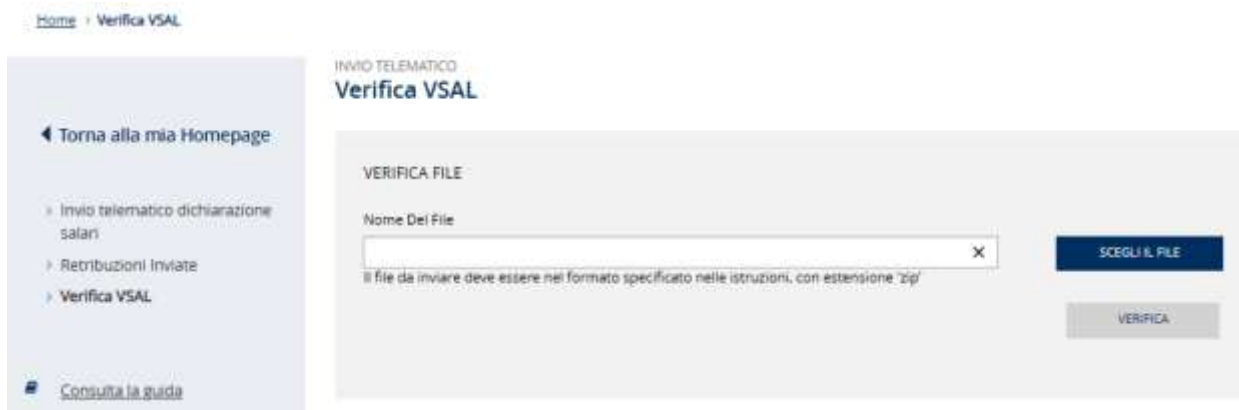 Home › Verifica VSAL
INVIO TELEMATICO
Verifica VSAL
Torna alla mia Homepage
VERIFICA FILE
Invio telematico dichiarazione
salari
Nome Del File
Retribuzioni Inviate
SCEGLI IL FILE
Il file da inviare deve essere nel formato specificato nelle istruzioni, con estensione 'zip'
Verifica VSAL
VERIFICA
Consulta la guida